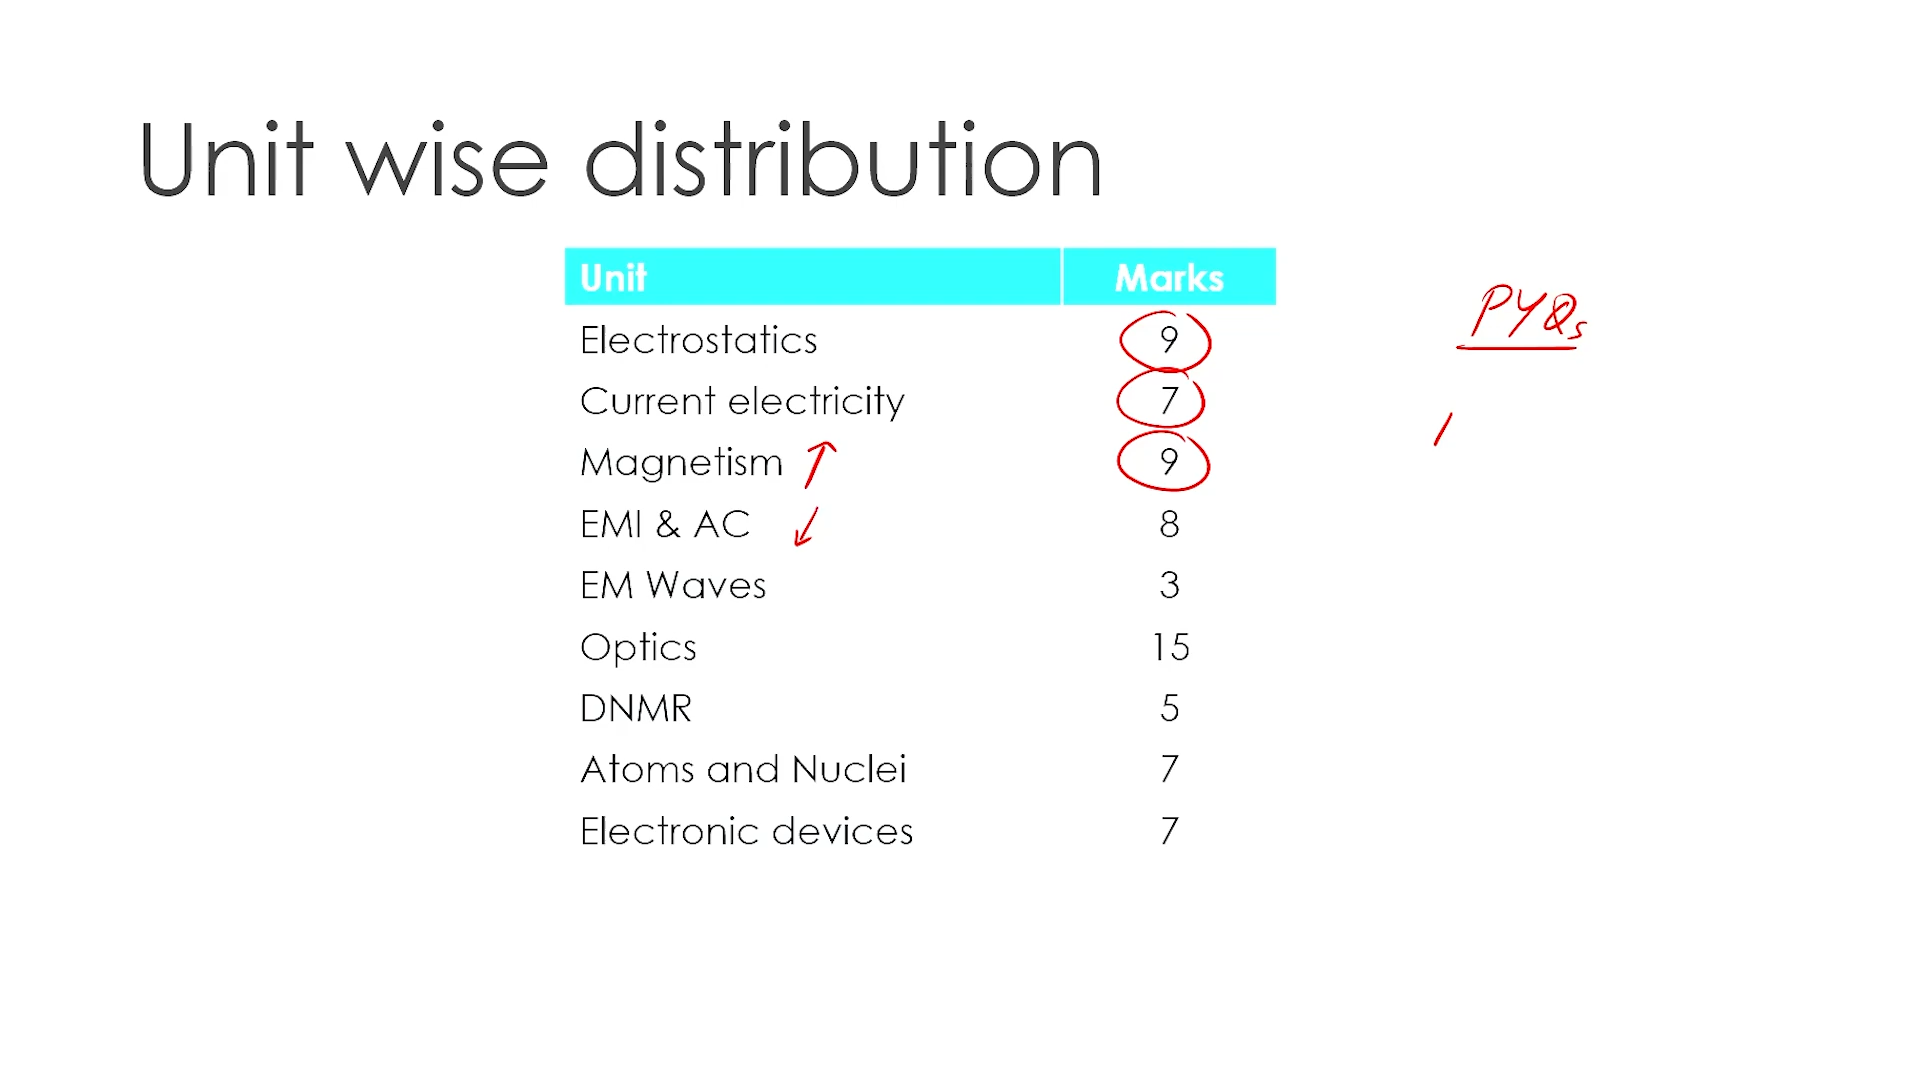 Unit wise distribution
Unit Marks
Electrostatics 9
Current electricity 7
Magnetism 9
EMI & AC 8
EM Waves 3
Optics 15
DNMR 5
Atoms and Nuclei 7
Electronic devices 7
PYQs